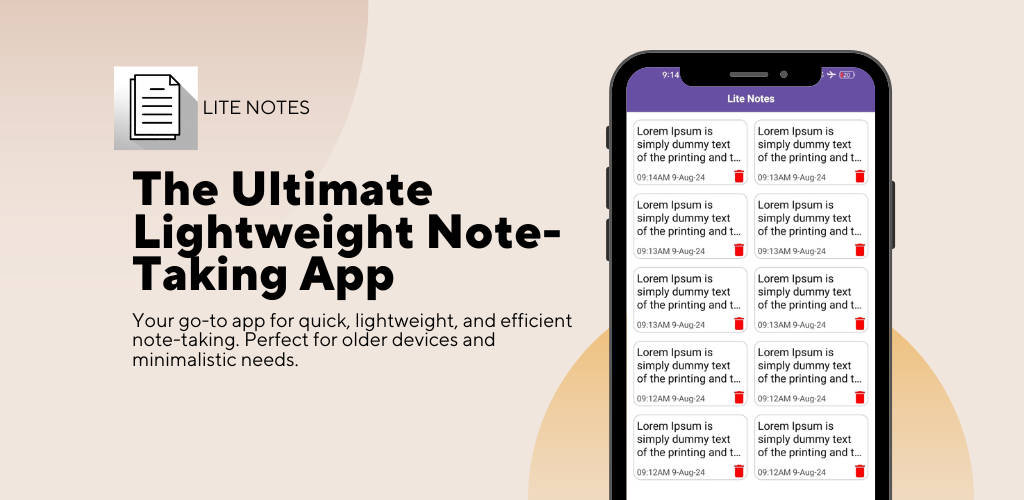 LITE NOTES
The Ultimate
Lightweight Note-
Taking App
Your go-to app for quick, lightweight, and efficient
note-taking. Perfect for older devices and
minimalistic needs.
9:14
20
Lite Notes
Lorem Ipsum is
simply dummy text
of the printing and t...
09:14AM 9-Aug-24
Lorem Ipsum is
simply dummy text
of the printing and t...
09:13AM 9-Aug-24
Lorem Ipsum is
simply dummy text
of the printing and t...
09:13AM 9-Aug-24
Lorem Ipsum is
simply dummy text
of the printing and t...
09:13AM 9-Aug-24
Lorem Ipsum is
simply dummy text
of the printing and t...
09:13AM 9-Aug-24
Lorem Ipsum is
simply dummy text
of the printing and t...
09:13AM 9-Aug-24
Lorem Ipsum is
simply dummy text
of the printing and t...
09:12AM 9-Aug-24
Lorem Ipsum is
simply dummy text
of the printing and t...
09:12AM 9-Aug-24
Lorem Ipsum is
simply dummy text
of the printing and t...
09:12AM 9-Aug-24
Lorem Ipsum is
simply dummy text
of the printing and t...
09:12AM 9-Aug-24